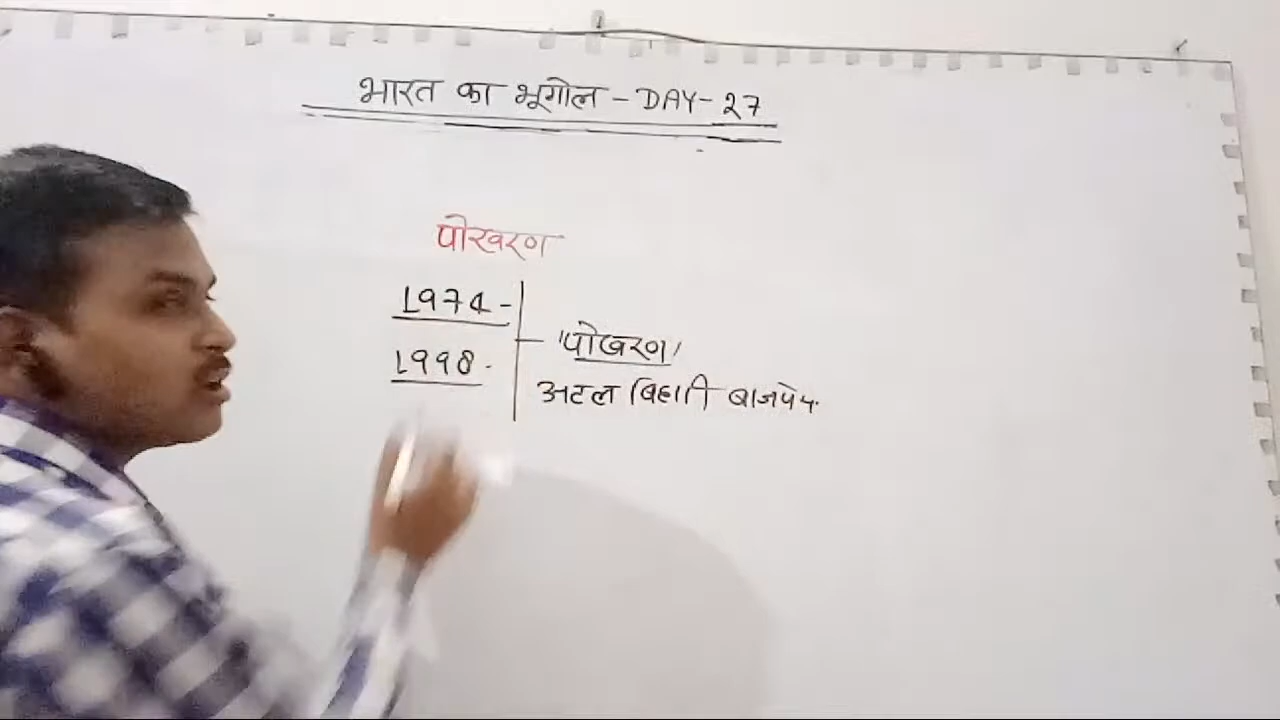 भारत का भूगोल - DAY - 27
पोखरण
1974 -
1998 -
- 'पोखरण'
अटल बिहारी बाजपेय